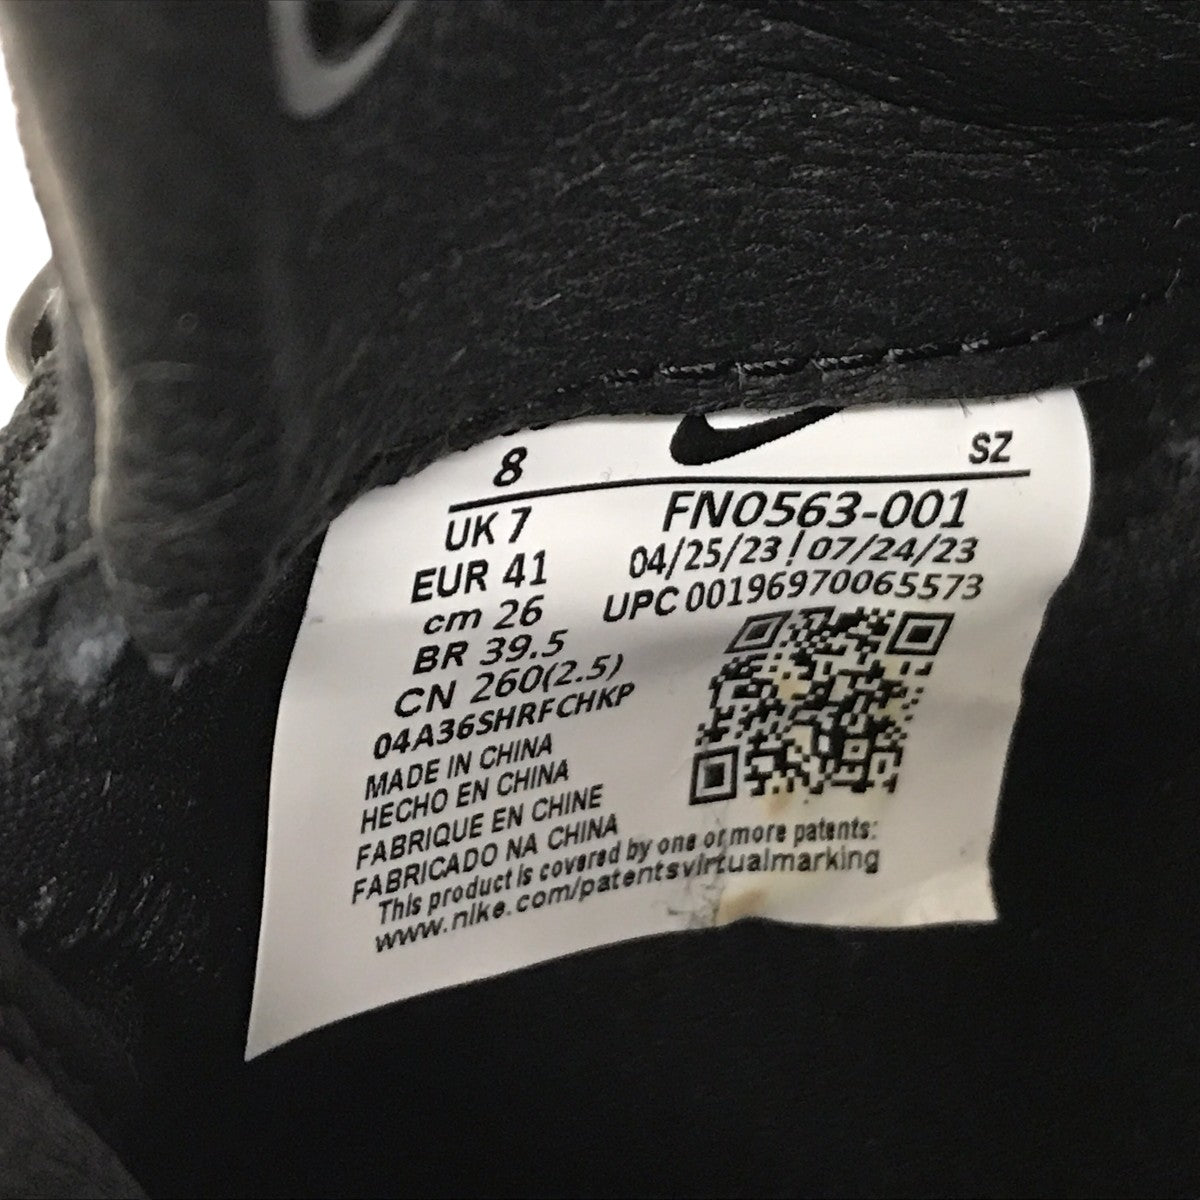 8
SZ
UK 7
FN0563-001
EUR 41
04/25/23 ! 07/24/23
cm 26
UPC 00196970065573
BR 39.5
CN 260(2.5)
04A36SHRFCHKP
MADE IN CHINA
HECHO EN CHINA
FABRIQUE EN CHINE
FABRICADO NA CHINA
This product is covered by one or more patents:
www.nike.com/patentsvirtualmarking